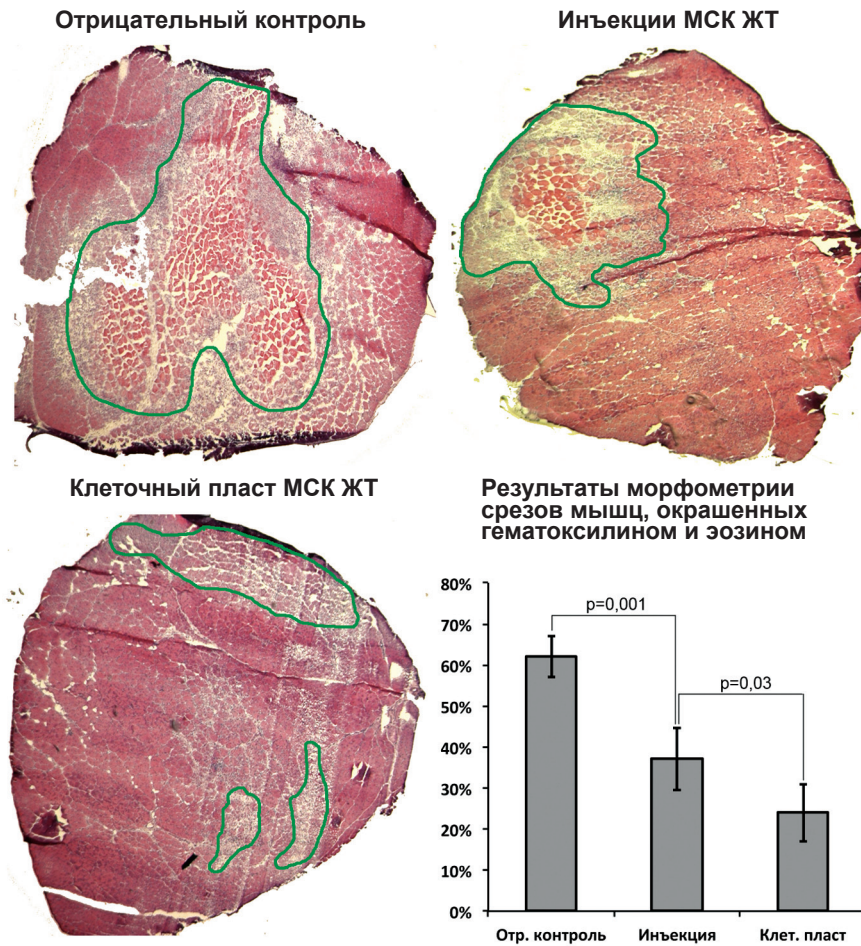 Отрицательный контроль
Инъекции МСК ЖТ
Клеточный пласт МСК ЖТ
Результаты морфометрии
срезов мышц, окрашенных
гематоксилином и эозином
80%
70%
60%
50%
40%
30%
20%
10%
0%
p=0,001
p=0,03
Отр. контроль
Инъекция
Клет. пласт